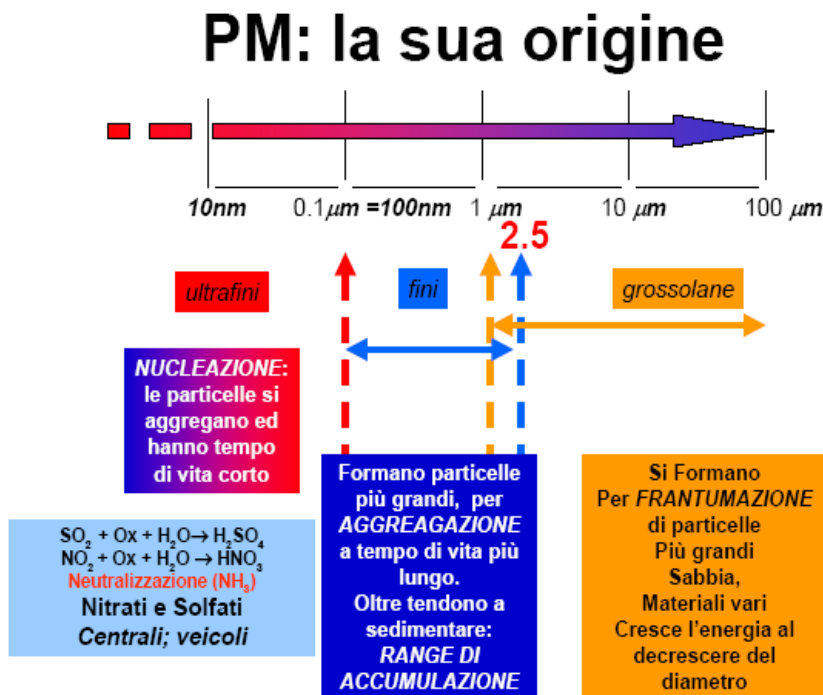 PM: la sua origine
10nm
0.1μm =100nm
1 μm
10 μm
100 μm
2.5
ultrafini
fini
grossolane
NUCLEAZIONE:
le particelle si
aggregano ed
hanno tempo
di vita corto
SO₂ + Ox + H₂O→ H₂SO₄
NO₂ + Ox + H₂O → HNO₃
Neutralizzazione (NH₃)
Nitrati e Solfati
Centrali; veicoli
Formano particelle
più grandi, per
AGGREAGAZIONE
a tempo di vita più
lungo.
Oltre tendono a
sedimentare:
RANGE DI
ACCUMULAZIONE
Si Formano
Per FRANTUMAZIONE
di particelle
Più grandi
Sabbia,
Materiali vari
Cresce l'energia al
decrescere del
diametro